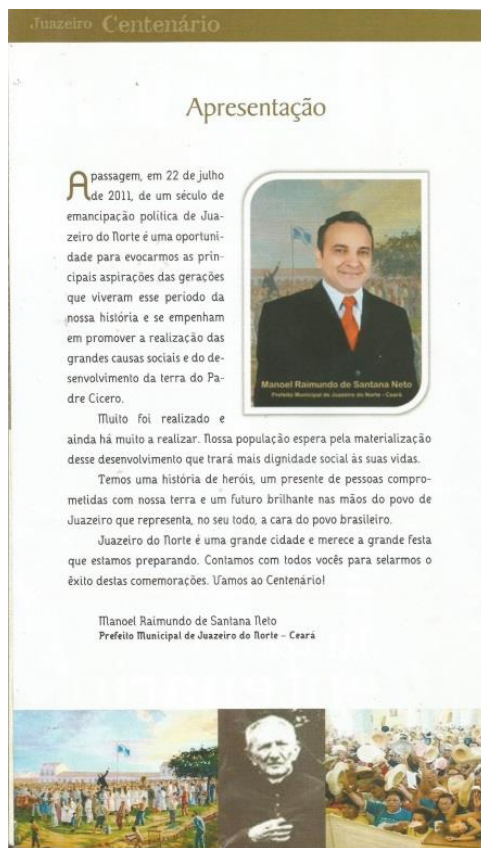 Juazeiro Centenário
Apresentação
A passagem, em 22 de julho
de 2011, de um século de
emancipação política de Jua-
zeiro do Norte é uma oportuni-
dade para evocarmos as prin-
cipais aspirações das gerações
que viveram esse período da
nossa história e se empenham
em promover a realização das
grandes causas sociais e do de-
senvolvimento da terra do Pa-
dre Cícero.
Manoel Raimundo de Santana Neto
Prefeito Municipal de Juazeiro do Norte - Ceará
Muito foi realizado e
ainda há muito a realizar. Nossa população espera pela materialização
desse desenvolvimento que trará mais dignidade social às suas vidas.
Temos uma história de heróis, um presente de pessoas compro-
metidas com nossa terra e um futuro brilhante nas mãos do povo de
Juazeiro que representa, no seu todo, a cara do povo brasileiro.
Juazeiro do Norte é uma grande cidade e merece a grande festa
que estamos preparando. Contamos com todos vocês para selarmos o
êxito destas comemorações. Vamos ao Centenário!
Manoel Raimundo de Santana Neto
Prefeito Municipal de Juazeiro do Norte – Ceará